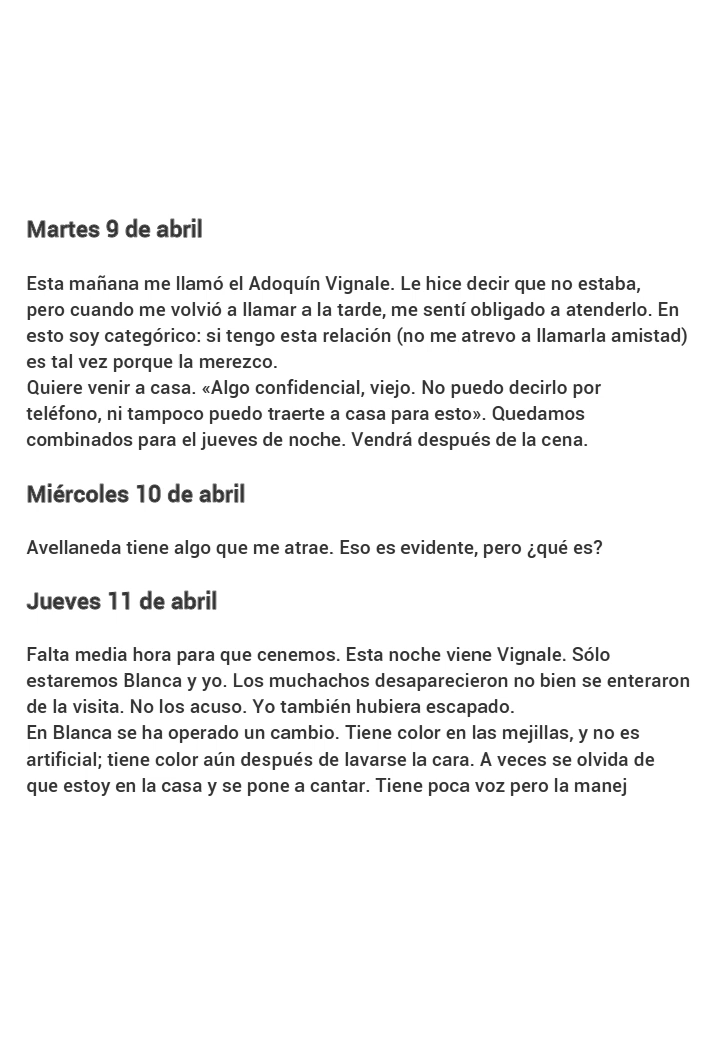 Martes 9 de abril
Esta mañana me llamó el Adoquín Vignale. Le hice decir que no estaba,
pero cuando me volvió a llamar a la tarde, me sentí obligado a atenderlo. En
esto soy categórico: si tengo esta relación (no me atrevo a llamarla amistad)
es tal vez porque la merezco.
Quiere venir a casa. «Algo confidencial, viejo. No puedo decirlo por
teléfono, ni tampoco puedo traerte a casa para esto». Quedamos
combinados para el jueves de noche. Vendrá después de la cena.
Miércoles 10 de abril
Avellaneda tiene algo que me atrae. Eso es evidente, pero ¿qué es?
Jueves 11 de abril
Falta media hora para que cenemos. Esta noche viene Vignale. Sólo
estaremos Blanca y yo. Los muchachos desaparecieron no bien se enteraron
de la visita. No los acuso. Yo también hubiera escapado.
En Blanca se ha operado un cambio. Tiene color en las mejillas, y no es
artificial; tiene color aún después de lavarse la cara. A veces se olvida de
que estoy en la casa y se pone a cantar. Tiene poca voz pero la manej